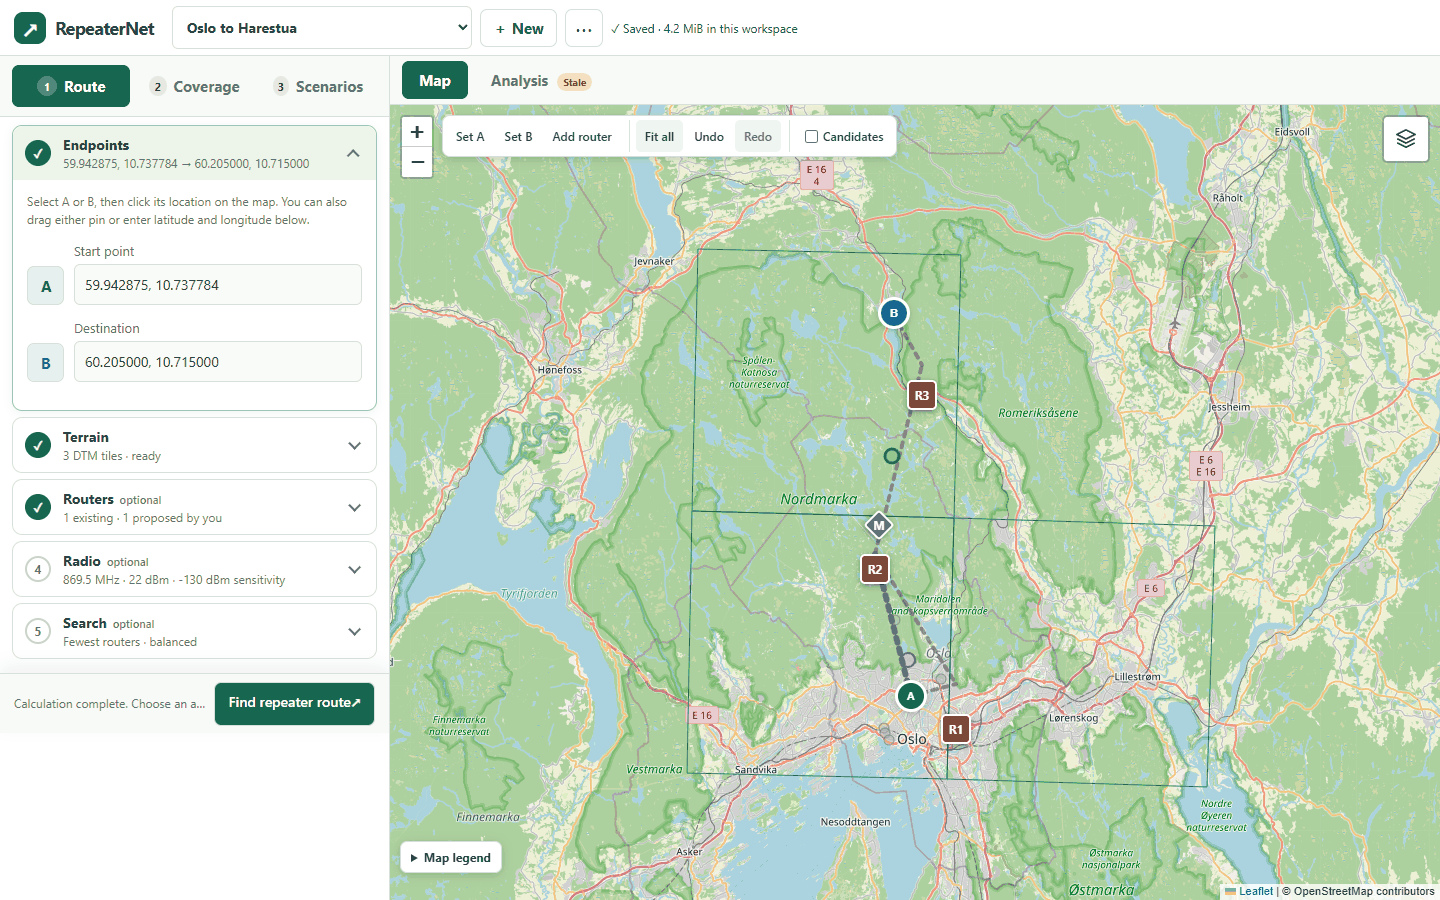 RepeaterNet
Oslo to Harestua
+ New
...
✓ Saved · 4.2 MiB in this workspace
1 Route
2 Coverage
3 Scenarios
Map
Analysis Stale
Endpoints
59.942875, 10.737784 → 60.205000, 10.715000
Select A or B, then click its location on the map. You can also
drag either pin or enter latitude and longitude below.
Start point
A
59.942875, 10.737784
Destination
B
60.205000, 10.715000
Terrain
3 DTM tiles · ready
Routers optional
1 existing · 1 proposed by you
4
Radio optional
869.5 MHz · 22 dBm · -130 dBm sensitivity
5
Search optional
Fewest routers · balanced
Calculation complete. Choose an a...
Find repeater route↗
+
−
Set A
Set B
Add router
Fit all
Undo
Redo
Candidates
Eidsvoll
E 16
4
Råholt
Jevnaker
B
Spålen-
Katnosa
naturreservat
Hønefoss
R3
Romeriksåsene
Jessheim
E 6
E 16
Nordmarka
M
R2
Tyrifjorden
E 6
Maridalen
landskapsvernområde
Oslo
A
Lillestrøm
E 16
Lørenskog
Finnemarka
naturreservat
R1
Oslo
Vestmarka
Sandvika
Finnemarka
Nesoddtangen
Nordre
Øyeren
naturreservat
Asker
Østmarka
nasjonalpark
Østmarka
Map legend
Leaflet | © OpenStreetMap contributors